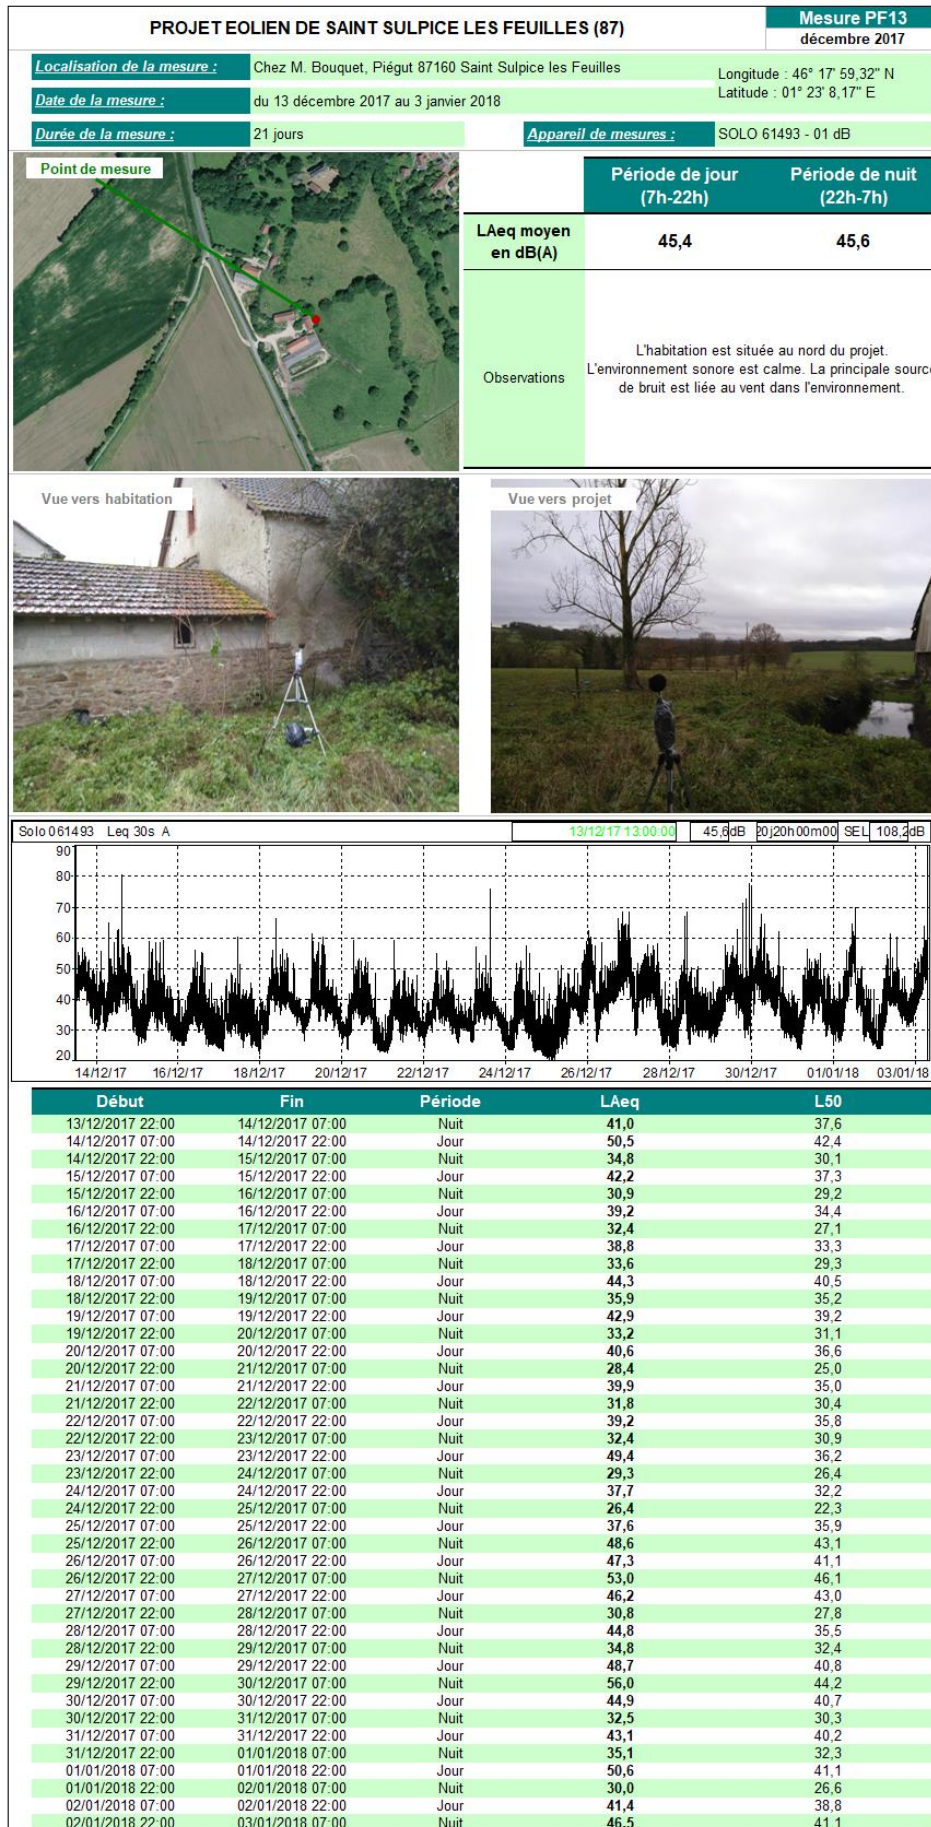 PROJET EOLIEN DE SAINT SULPICE LES FEUILLES (87)
Mesure PF13
décembre 2017
Localisation de la mesure :
Chez M. Bouquet, Piégut 87160 Saint Sulpice les Feuilles
Longitude : 46° 17' 59,32" N
Latitude : 01° 23' 8,17" E
Date de la mesure :
du 13 décembre 2017 au 3 janvier 2018
Durée de la mesure :
21 jours
Appareil de mesures :
SOLO 61493 - 01 dB
Point de mesure
Période de jour
(7h-22h)
Période de nuit
(22h-7h)
LAeq moyen
en dB(A)
45,4
45,6
Observations
L'habitation est située au nord du projet.
L'environnement sonore est calme. La principale sourc
de bruit est liée au vent dans l'environnement.
Vue vers habitation
Vue vers projet
Solo 061493 Leq 30s A 13/12/17 13:00:00 45,6dB 20j20h00m00 SEL 108,2dB
90
80
70
60
50
40
30
20
14/12/17 16/12/17 18/12/17 20/12/17 22/12/17 24/12/17 26/12/17 28/12/17 30/12/17 01/01/18 03/01/18
Début Fin Période LAeq L50
13/12/2017 22:00 14/12/2017 07:00 Nuit 41,0 37,6
14/12/2017 07:00 14/12/2017 22:00 Jour 50,5 42,4
14/12/2017 22:00 15/12/2017 07:00 Nuit 34,8 30,1
15/12/2017 07:00 15/12/2017 22:00 Jour 42,2 37,3
15/12/2017 22:00 16/12/2017 07:00 Nuit 30,9 29,2
16/12/2017 07:00 16/12/2017 22:00 Jour 39,2 34,4
16/12/2017 22:00 17/12/2017 07:00 Nuit 32,4 27,1
17/12/2017 07:00 17/12/2017 22:00 Jour 38,8 33,3
17/12/2017 22:00 18/12/2017 07:00 Nuit 33,6 29,3
18/12/2017 07:00 18/12/2017 22:00 Jour 44,3 40,5
18/12/2017 22:00 19/12/2017 07:00 Nuit 35,9 35,2
19/12/2017 07:00 19/12/2017 22:00 Jour 42,9 39,2
19/12/2017 22:00 20/12/2017 07:00 Nuit 33,2 31,1
20/12/2017 07:00 20/12/2017 22:00 Jour 40,6 36,6
20/12/2017 22:00 21/12/2017 07:00 Nuit 28,4 25,0
21/12/2017 07:00 21/12/2017 22:00 Jour 39,9 35,0
21/12/2017 22:00 22/12/2017 07:00 Nuit 31,8 30,4
22/12/2017 07:00 22/12/2017 22:00 Jour 39,2 35,8
22/12/2017 22:00 23/12/2017 07:00 Nuit 32,4 30,9
23/12/2017 07:00 23/12/2017 22:00 Jour 49,4 36,2
23/12/2017 22:00 24/12/2017 07:00 Nuit 29,3 26,4
24/12/2017 07:00 24/12/2017 22:00 Jour 37,7 32,2
24/12/2017 22:00 25/12/2017 07:00 Nuit 26,4 22,3
25/12/2017 07:00 25/12/2017 22:00 Jour 37,6 35,9
25/12/2017 22:00 26/12/2017 07:00 Nuit 48,6 43,1
26/12/2017 07:00 26/12/2017 22:00 Jour 47,3 41,1
26/12/2017 22:00 27/12/2017 07:00 Nuit 53,0 46,1
27/12/2017 07:00 27/12/2017 22:00 Jour 46,2 43,0
27/12/2017 22:00 28/12/2017 07:00 Nuit 30,8 27,8
28/12/2017 07:00 28/12/2017 22:00 Jour 44,8 35,5
28/12/2017 22:00 29/12/2017 07:00 Nuit 34,8 32,4
29/12/2017 07:00 29/12/2017 22:00 Jour 48,7 40,8
29/12/2017 22:00 30/12/2017 07:00 Nuit 56,0 44,2
30/12/2017 07:00 30/12/2017 22:00 Jour 44,9 40,7
30/12/2017 22:00 31/12/2017 07:00 Nuit 32,5 30,3
31/12/2017 07:00 31/12/2017 22:00 Jour 43,1 40,2
31/12/2017 22:00 01/01/2018 07:00 Nuit 35,1 32,3
01/01/2018 07:00 01/01/2018 22:00 Jour 50,6 41,1
01/01/2018 22:00 02/01/2018 07:00 Nuit 30,0 26,6
02/01/2018 07:00 02/01/2018 22:00 Jour 41,4 38,8
02/01/2018 22:00 03/01/2018 07:00 Nuit 46,5 41,1